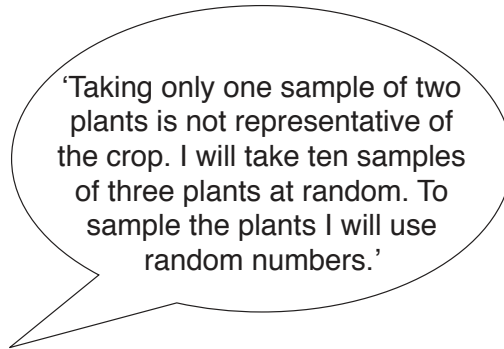 ‘Taking only one sample of two
plants is not representative of
the crop. I will take ten samples
of three plants at random. To
sample the plants I will use
random numbers.’